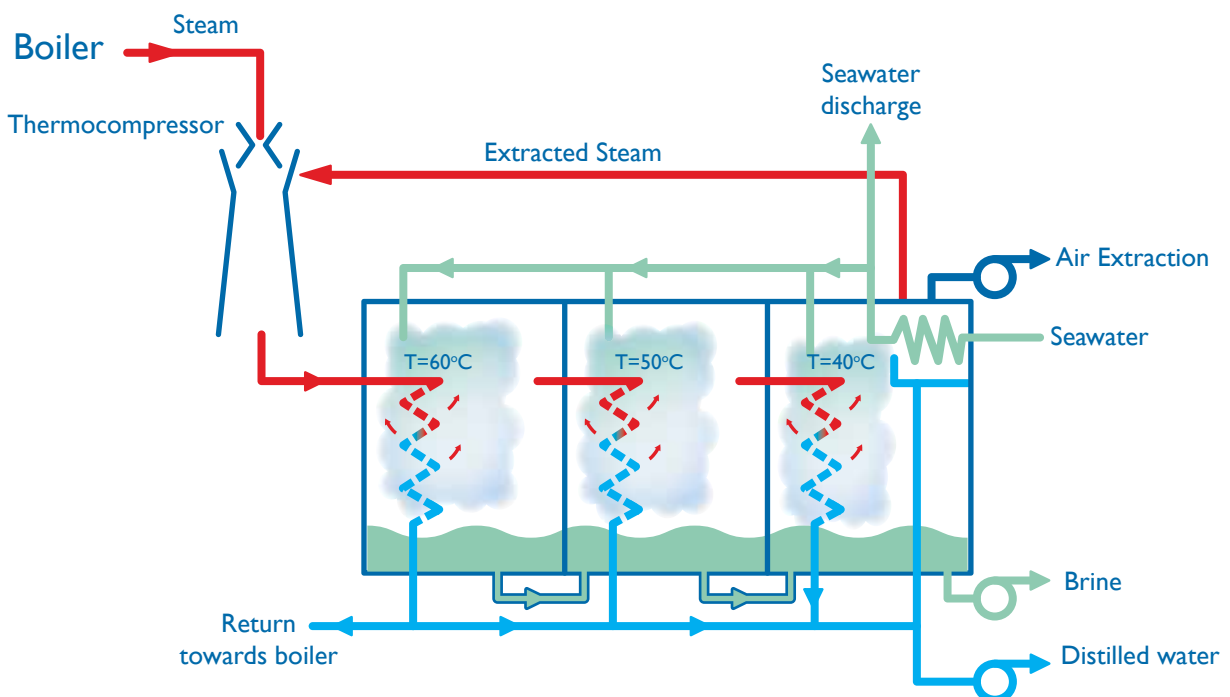 Steam
Boiler
Thermocompressor
Seawater
discharge
Extracted Steam
Air Extraction
Seawater
T=60°C
T=50°C
T=40°C
Brine
Return
towards boiler
Distilled water